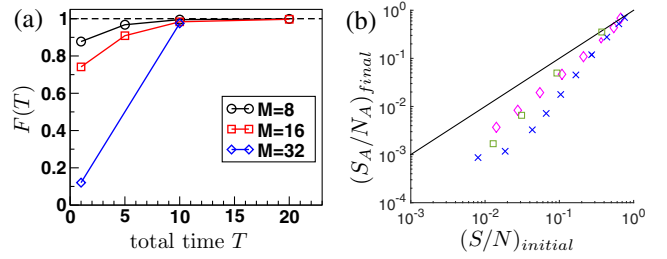 (a)
1
0.8
0.6
0.4
0.2
0
F(T)
M=8
M=16
M=32
0 5 10 15 20
total time T
(b)
10^0
10^-1
10^-2
10^-3
10^-4
(S_A/N_A)_final
10^-3 10^-2 10^-1 10^0
(S/N)_initial